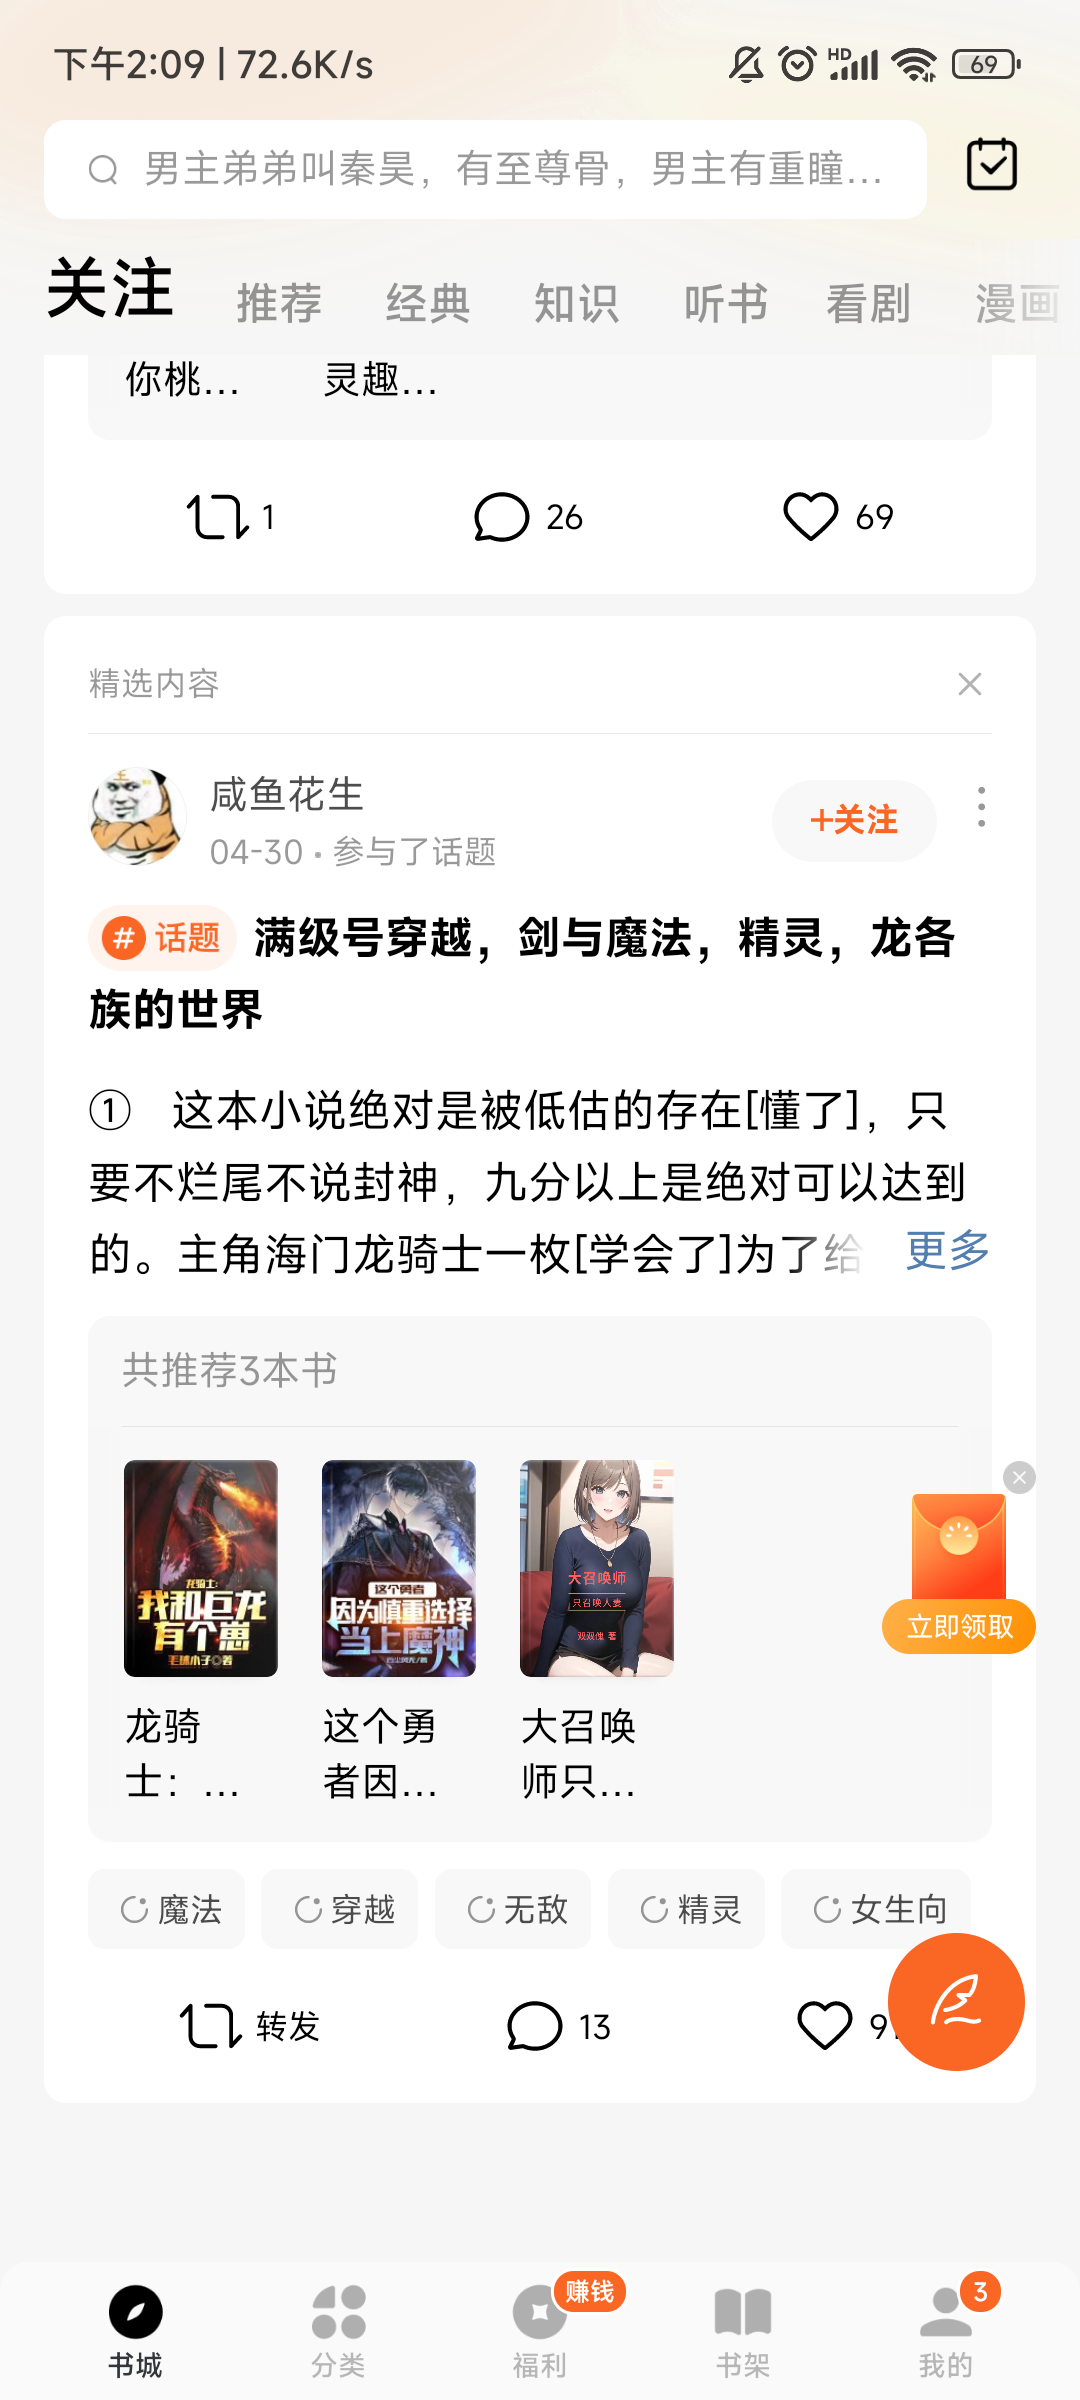 下午2:09 | 72.6K/s
HD
69
男主弟弟叫秦昊，有至尊骨，男主有重瞳...
关注 推荐 经典 知识 听书 看剧 漫画
你桃... 灵趣...
1 26 69
精选内容
咸鱼花生
04-30 · 参与了话题
+关注
# 话题 满级号穿越，剑与魔法，精灵，龙各
族的世界
① 这本小说绝对是被低估的存在[懂了]，只
要不烂尾不说封神，九分以上是绝对可以达到
的。主角海门龙骑士一枚[学会了]为了给 更多
共推荐3本书
龙骑士:
我和巨龙
有个崽
毛球小子◎著
这个勇者
因为慎重选择
当上魔神
大召唤师
只召唤人妻
双双傀 著
立即领取
龙骑 这个勇 大召唤
士：... 者因... 师只...
魔法 穿越 无敌 精灵 女生向
转发 13
赚钱
3
书城 分类 福利 书架 我的